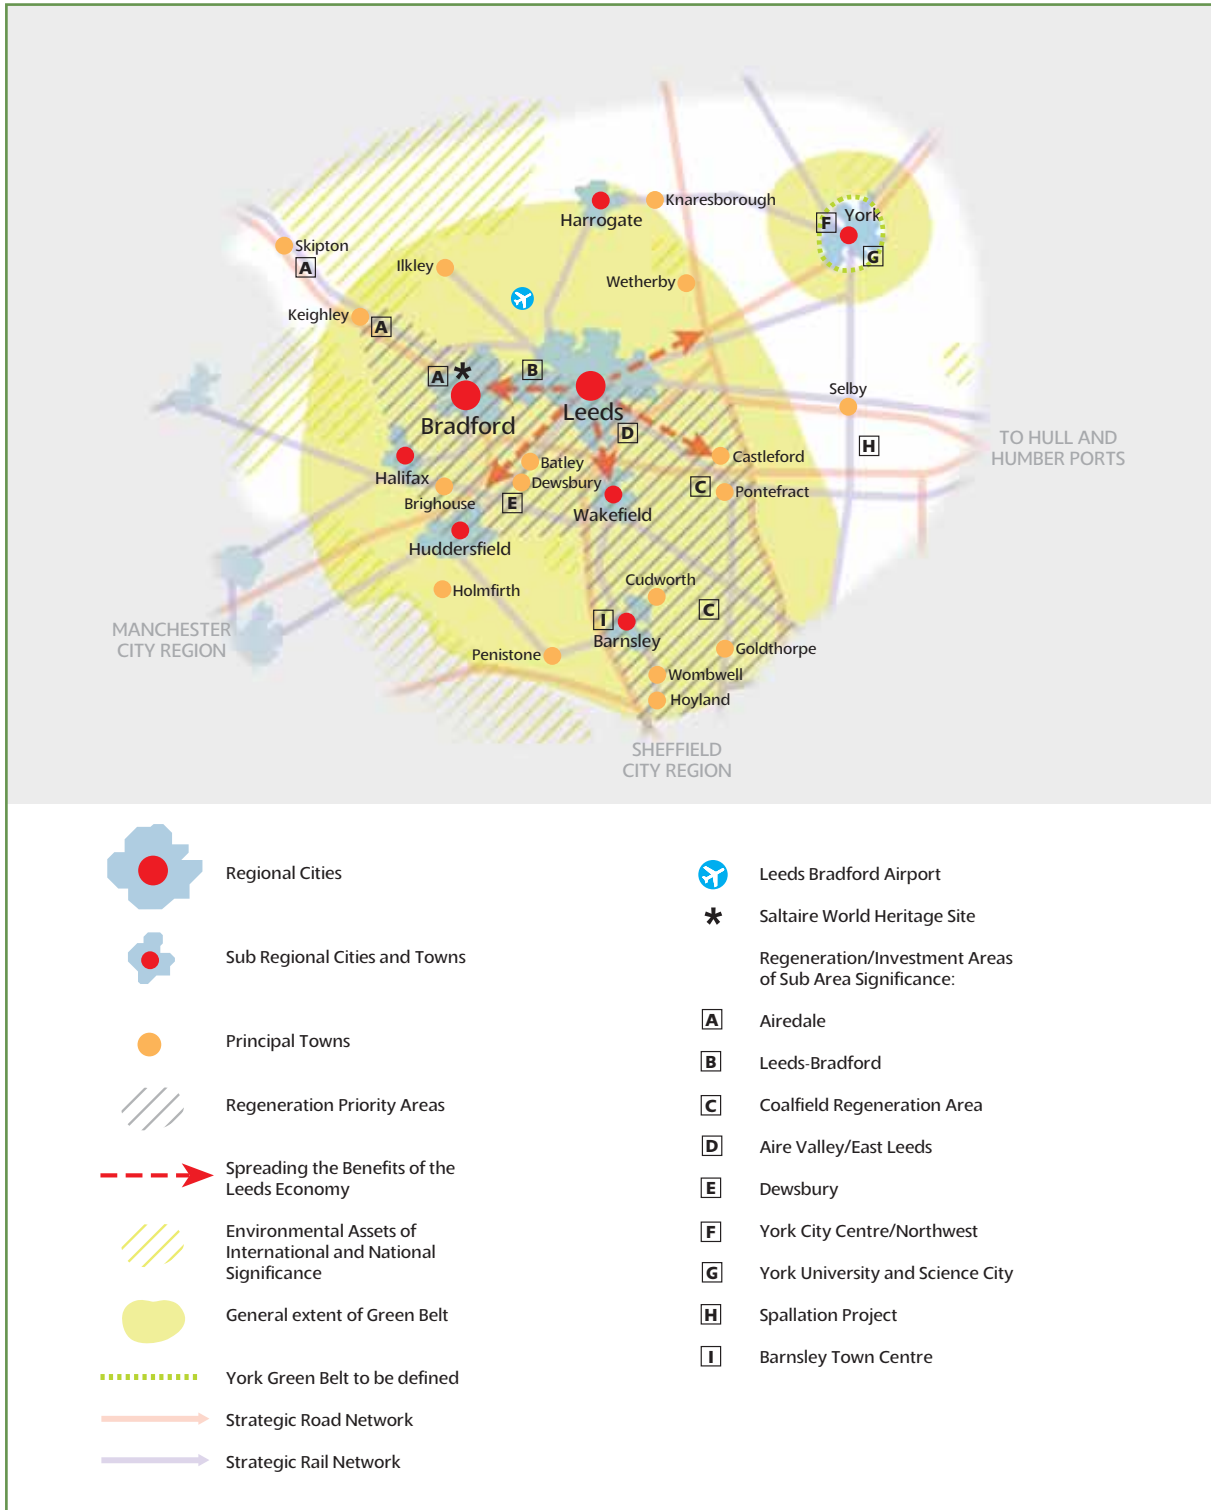 Knaresborough
Harrogate
York
F
G
Skipton
A
Ilkley
Wetherby
Keighley
A
A
*
B
Bradford
Leeds
D
Selby
H
TO HULL AND
HUMBER PORTS
Halifax
Batley
Dewsbury
Castleford
C
Pontefract
Brighouse
E
Wakefield
Huddersfield
Holmfirth
Cudworth
C
I
Barnsley
MANCHESTER
CITY REGION
Penistone
Goldthorpe
Wombwell
Hoyland
SHEFFIELD
CITY REGION
Regional Cities
Sub Regional Cities and Towns
Principal Towns
Regeneration Priority Areas
Spreading the Benefits of the
Leeds Economy
Environmental Assets of
International and National
Significance
General extent of Green Belt
York Green Belt to be defined
Strategic Road Network
Strategic Rail Network
Leeds Bradford Airport
* Saltaire World Heritage Site
Regeneration/Investment Areas
of Sub Area Significance:
A Airedale
B Leeds-Bradford
C Coalfield Regeneration Area
D Aire Valley/East Leeds
E Dewsbury
F York City Centre/Northwest
G York University and Science City
H Spallation Project
I Barnsley Town Centre